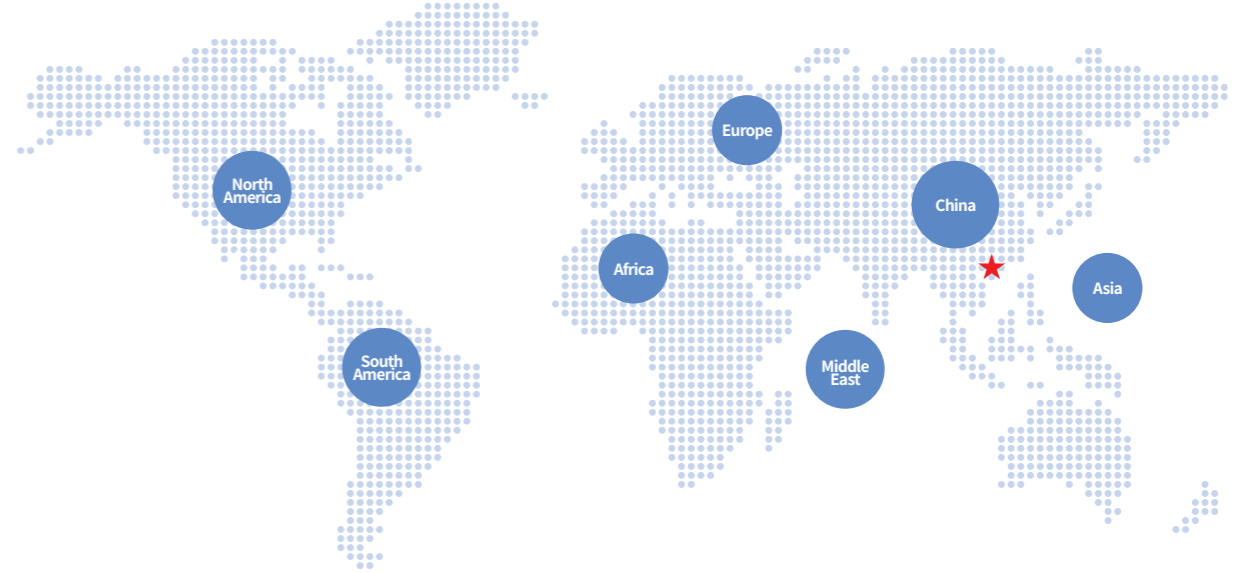 Europe
North
America
China
Africa
Asia
South
America
Middle
East